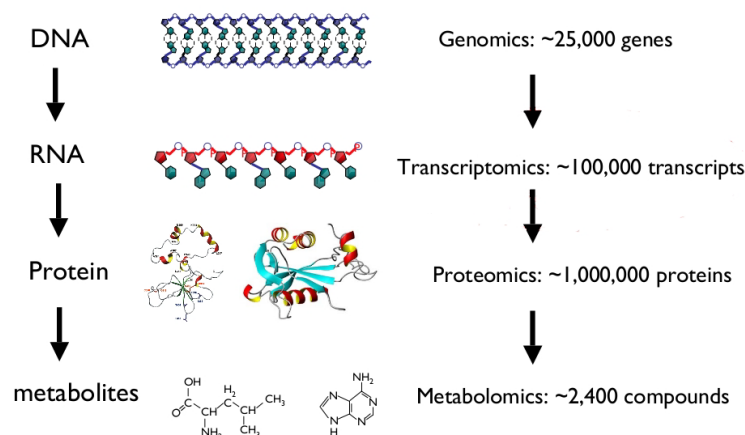 DNA
Genomics: ~25,000 genes
RNA
Transcriptomics: ~100,000 transcripts
Protein
Proteomics: ~1,000,000 proteins
metabolites
Metabolomics: ~2,400 compounds
OH
H₂
C
CH₃
O
C
CH
CH
NH₂
CH₃
NH₂
N
N
N
N
H